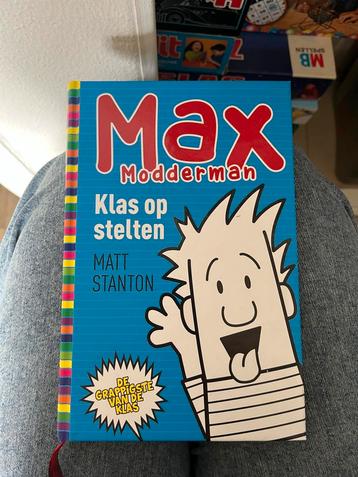 MB
SPELLEN
Max
Modderman
Klas op
stelten
MATT
STANTON
DE
GRAPPIGSTE
VAN DE
KLAS